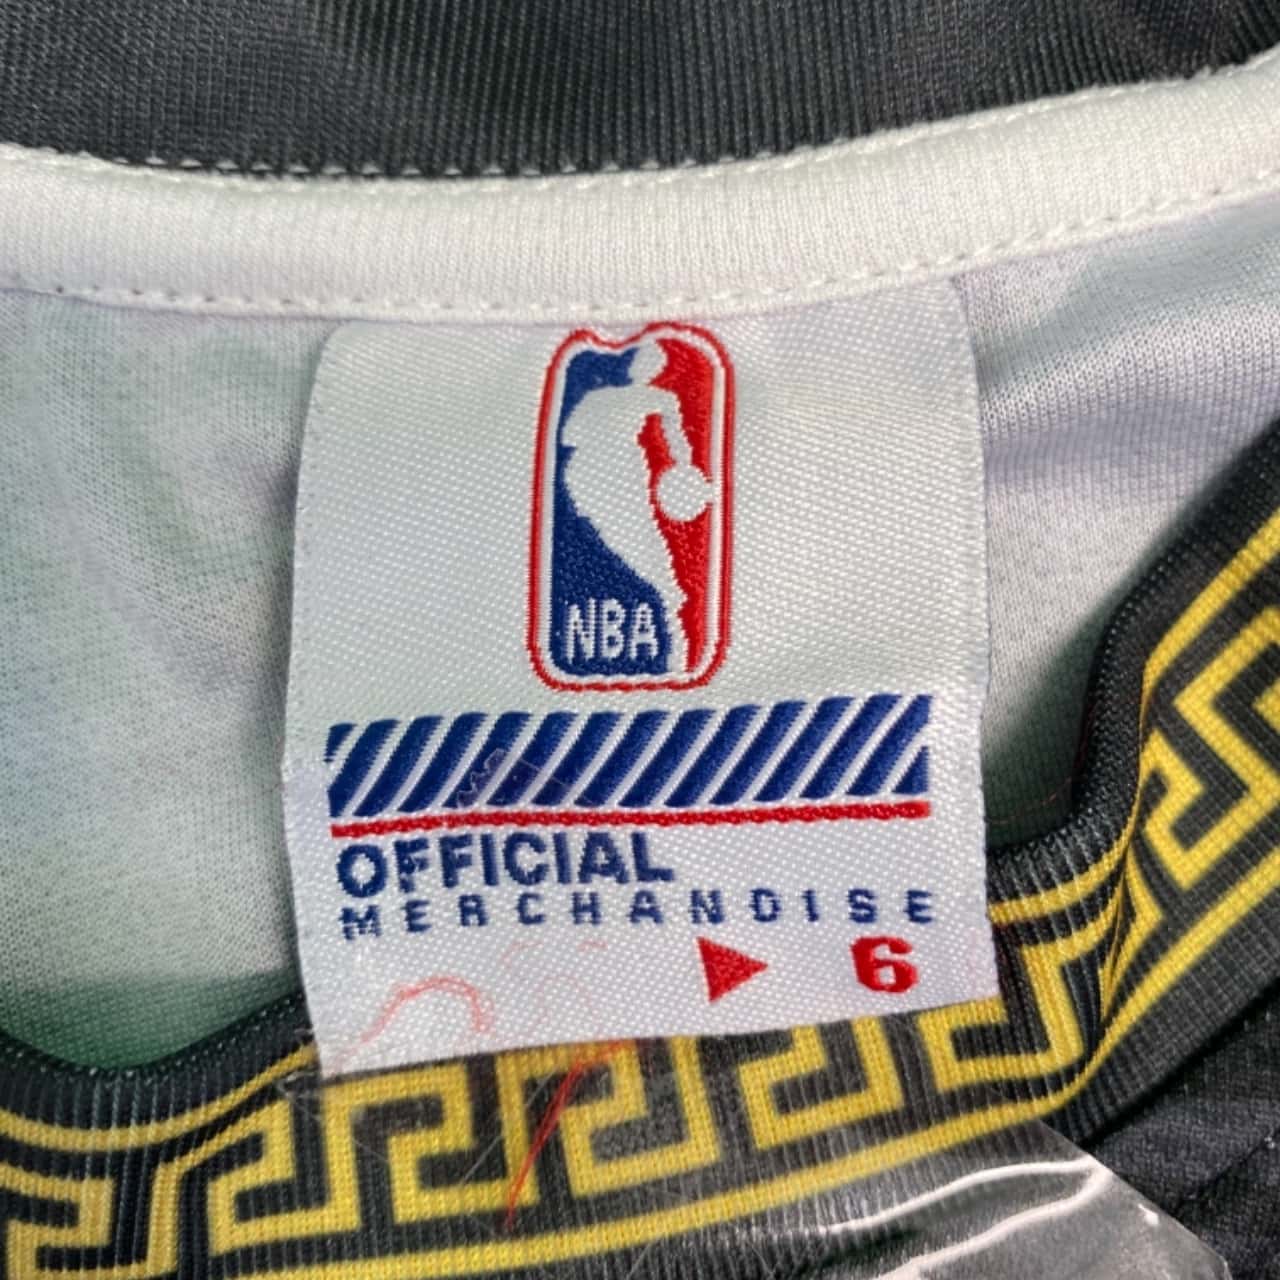 NBA
OFFICIAL
MERCHANDISE
6